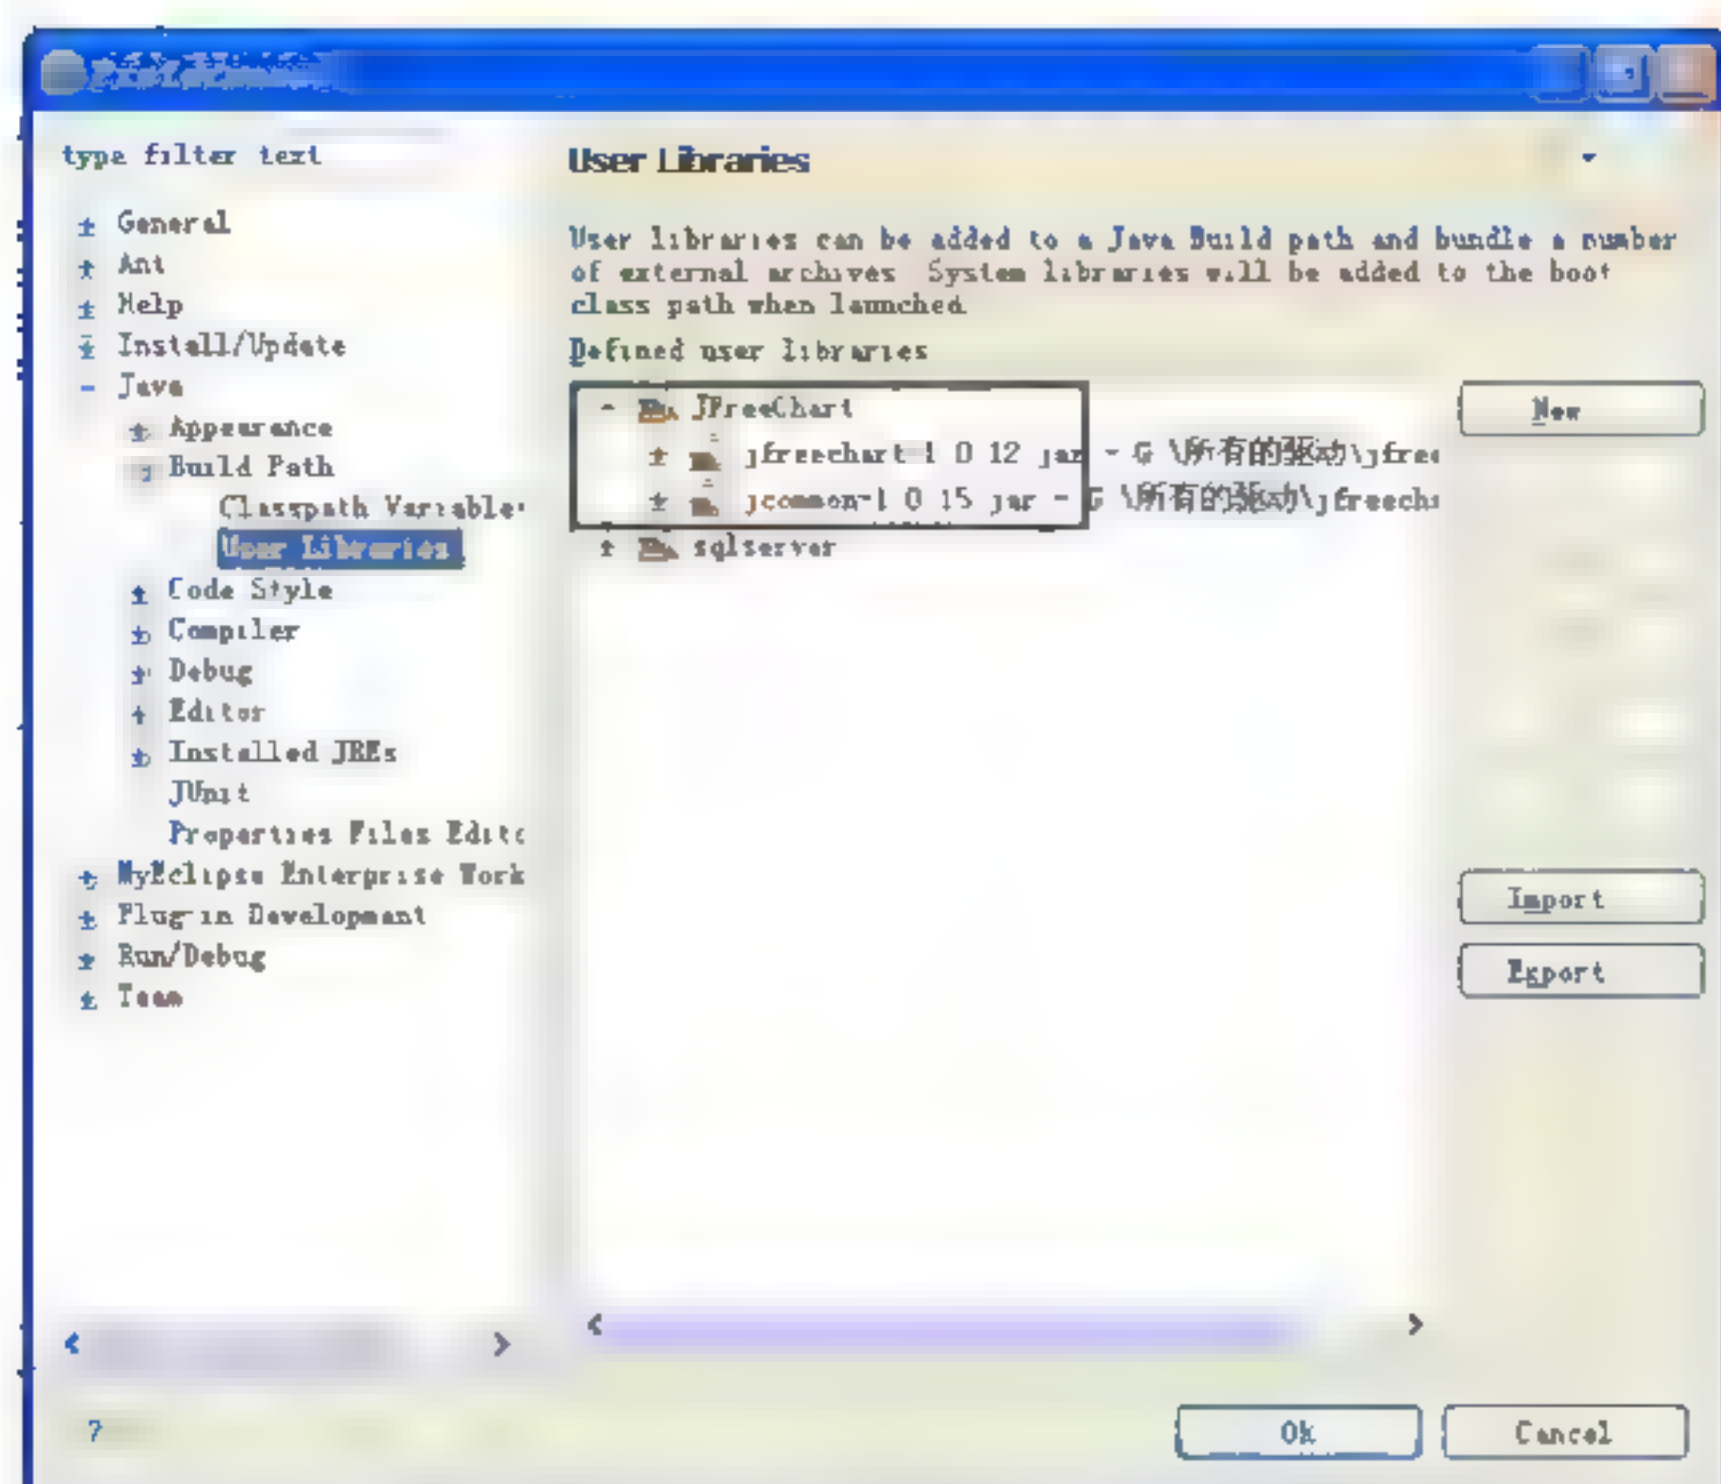 type filter text
General
Ant
Help
Install/Update
Java
Appearance
Build Path
Classpath Variable
User Libraries
Code Style
Compiler
Debug
Editor
Installed JREs
JUnit
Properties Files Edito
MyEclipse Enterprise Work
Plug-in Development
Run/Debug
Team
User Libraries
User libraries can be added to a Java Build path and bundle a number
of external archives System libraries will be added to the boot
class path when launched
Defined user libraries
JFreeChart
jfreechart-1 0 12 jar - G \所有的驱动\jfree
jcommon-1 0 15 jar - G \所有的驱动\jfreecha
sqlserver
New
Import
Export
?
Ok
Cancel